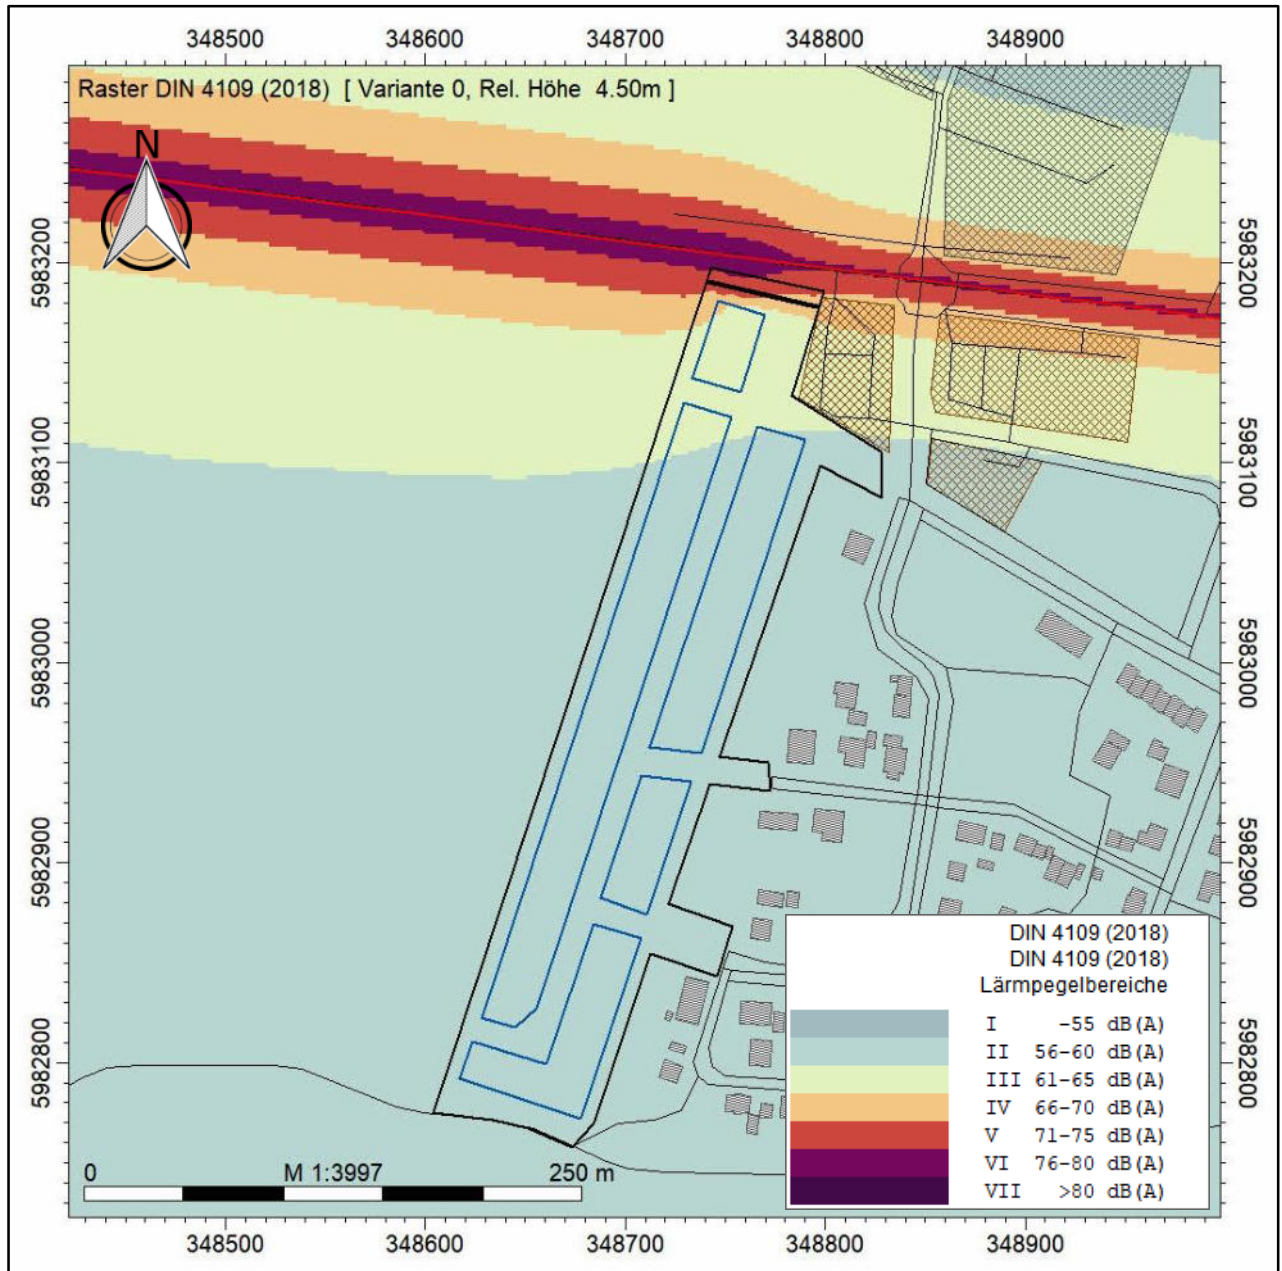 348500 348600 348700 348800 348900
Raster DIN 4109 (2018) [ Variante 0, Rel. Höhe 4.50m ]
N
5983200
5983100
5983000
5982900
5982800
5983200
5983100
5983000
5982900
5982800
DIN 4109 (2018)
DIN 4109 (2018)
Lärmpegelbereiche
I -55 dB(A)
II 56-60 dB(A)
III 61-65 dB(A)
IV 66-70 dB(A)
V 71-75 dB(A)
VI 76-80 dB(A)
VII >80 dB(A)
0 M 1:3997 250 m
348500 348600 348700 348800 348900